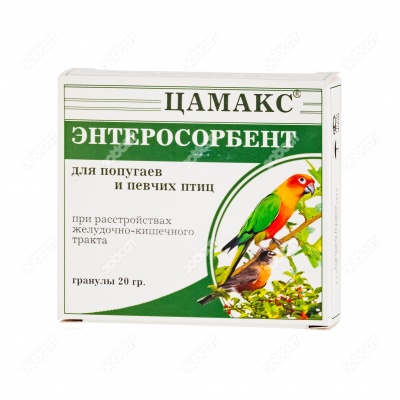 ЦАМАКС®
ЭНТЕРОСОРБЕНТ
для попугаев
и певчих птиц
при расстройствах
желудочно-кишечного
тракта
гранулы 20 гр.